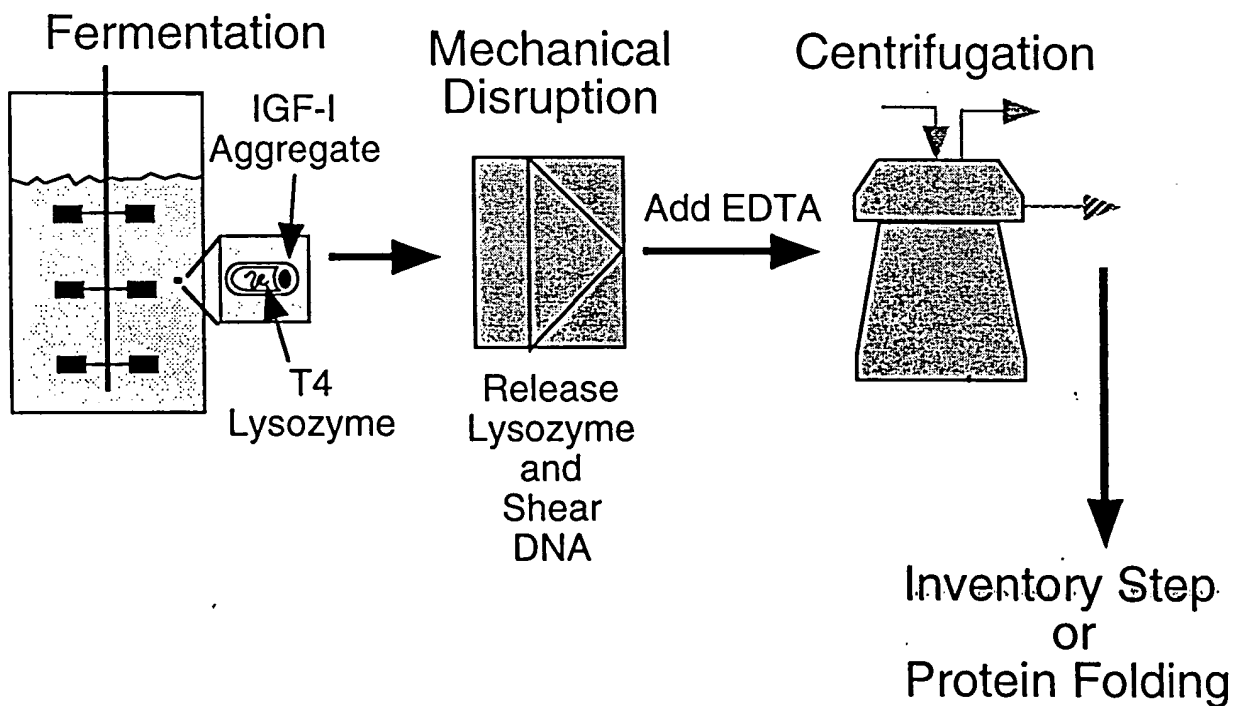 Fermentation
IGF-I
Aggregate
T4
Lysozyme
Mechanical
Disruption
Release
Lysozyme
and
Shear
DNA
Add EDTA
Centrifugation
Inventory Step
or
Protein Folding